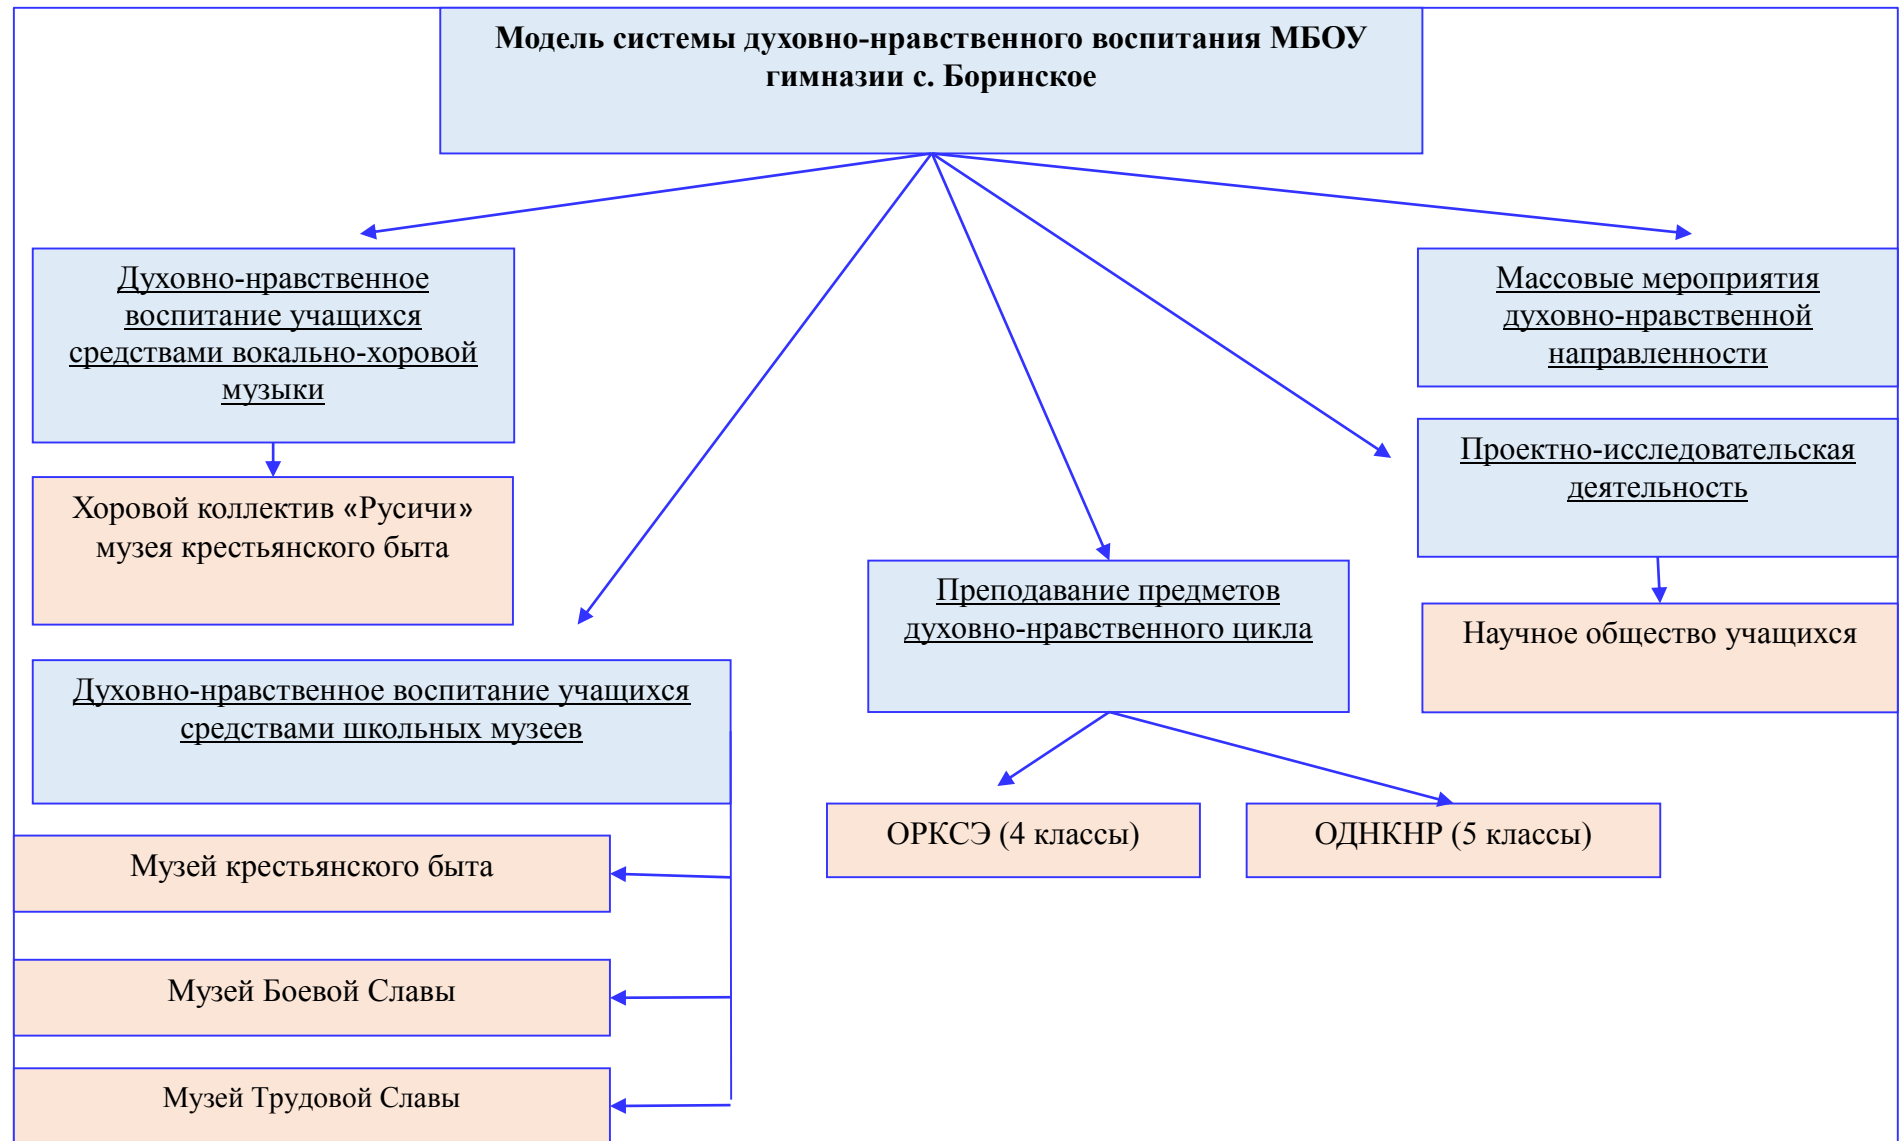 Модель системы духовно-нравственного воспитания МБОУ
гимназии с. Боринское
Духовно-нравственное
воспитание учащихся
средствами вокально-хоровой
музыки
Хоровой коллектив «Русичи»
музея крестьянского быта
Духовно-нравственное воспитание учащихся
средствами школьных музеев
Музей крестьянского быта
Музей Боевой Славы
Музей Трудовой Славы
Преподавание предметов
духовно-нравственного цикла
ОРКСЭ (4 классы)
ОДНКНР (5 классы)
Массовые мероприятия
духовно-нравственной
направленности
Проектно-исследовательская
деятельность
Научное общество учащихся